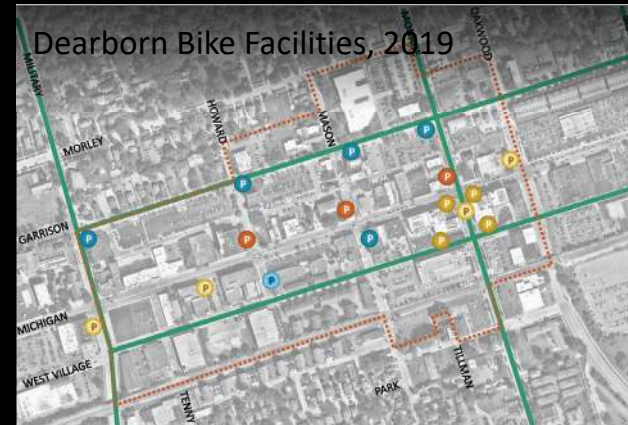 Dearborn Bike Facilities, 2019
MILITARY
OAKWOOD
HOWARD
MASON
MORLEY
P
P
P
P
P
P
P
P
P
P
GARRISON
P
P
P
P
P
P
P
MICHIGAN
P
WEST VILLAGE
TILLMAN
PARK
TENNY